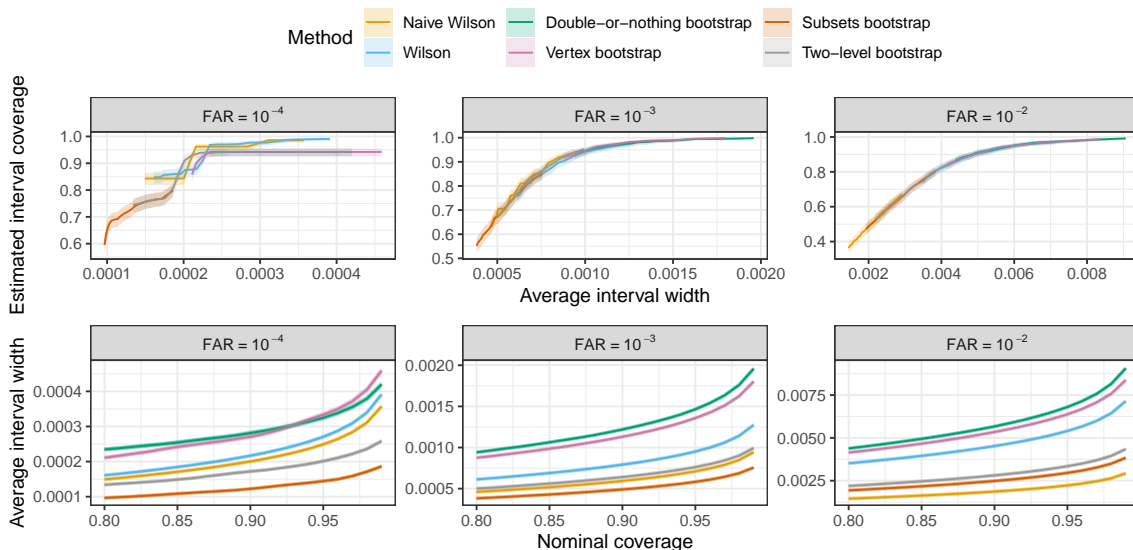 Method
Naive Wilson
Double−or−nothing bootstrap
Subsets bootstrap
Wilson
Vertex bootstrap
Two−level bootstrap
Estimated interval coverage
FAR = 10⁻⁴
FAR = 10⁻³
FAR = 10⁻²
1.0
0.9
0.8
0.7
0.6
0.0001
0.0002
0.0003
0.0004
1.0
0.9
0.8
0.7
0.6
0.5
0.0005
0.0010
0.0015
0.0020
1.0
0.8
0.6
0.4
0.002
0.004
0.006
0.008
Average interval width
Average interval width
FAR = 10⁻⁴
FAR = 10⁻³
FAR = 10⁻²
0.0004
0.0003
0.0002
0.0001
0.80
0.85
0.90
0.95
0.0020
0.0015
0.0010
0.0005
0.80
0.85
0.90
0.95
0.0075
0.0050
0.0025
0.80
0.85
0.90
0.95
Nominal coverage